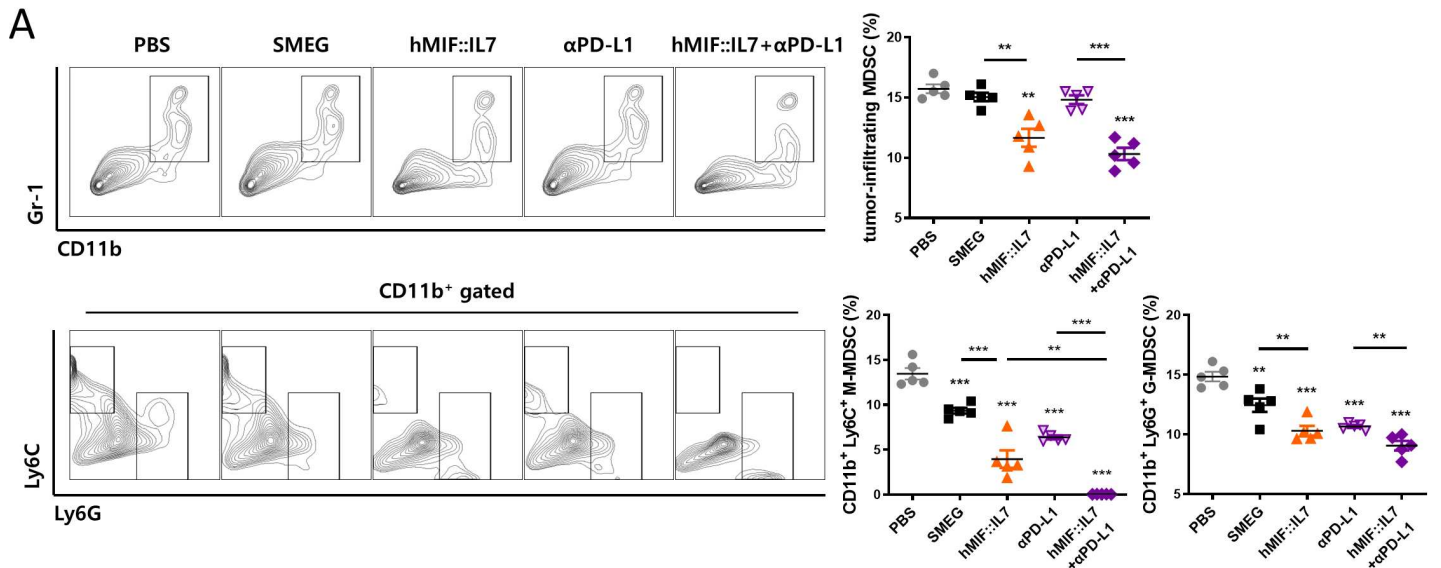 A
PBS SMEG hMIF::IL7 αPD-L1 hMIF::IL7+αPD-L1
Gr-1
CD11b
tumor-infiltrating MDSC (%)
20
15
10
5
** ***
** ***
PBS
SMEG
hMIF::IL7
αPD-L1
hMIF::IL7
+αPD-L1
CD11b⁺ gated
Ly6C
Ly6G
CD11b⁺ Ly6C⁺ M-MDSC (%)
20
15
10
5
0
***
*** **
*** *** *** ***
PBS
SMEG
hMIF::IL7
αPD-L1
hMIF::IL7
+αPD-L1
CD11b⁺ Ly6G⁺ G-MDSC (%)
20
15
10
5
** **
** *** *** ***
PBS
SMEG
hMIF::IL7
αPD-L1
hMIF::IL7
+αPD-L1